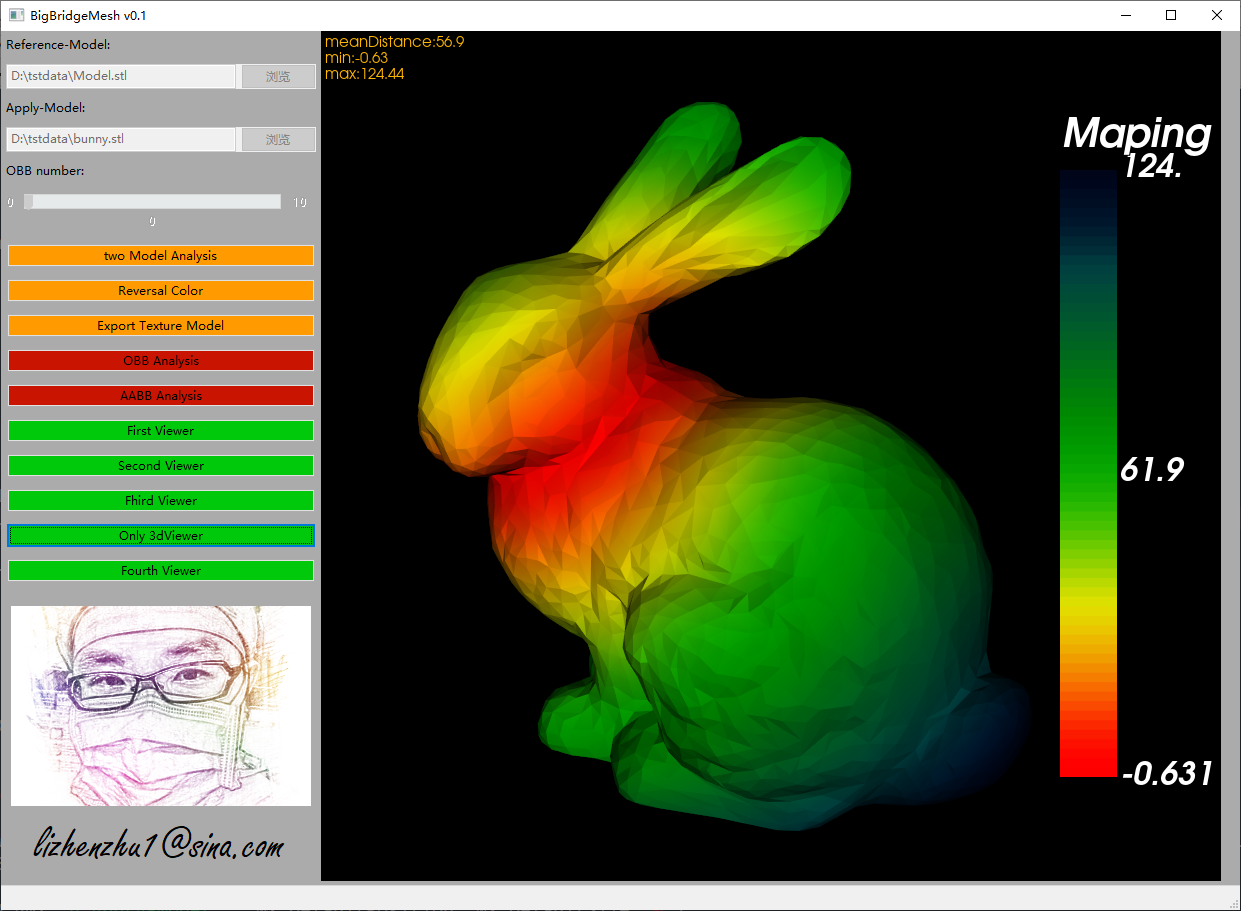 BigBridgeMesh v0.1
Reference-Model:
D:\tstdata\Model.stl 浏览
Apply-Model:
D:\tstdata\bunny.stl 浏览
OBB number:
0 10
0
two Model Analysis
Reversal Color
Export Texture Model
OBB Analysis
AABB Analysis
First Viewer
Second Viewer
Fhird Viewer
Only 3dViewer
Fourth Viewer
lizhenzhu1@sina.com
meanDistance:56.9
min:-0.63
max:124.44
Maping
124.
61.9
-0.631